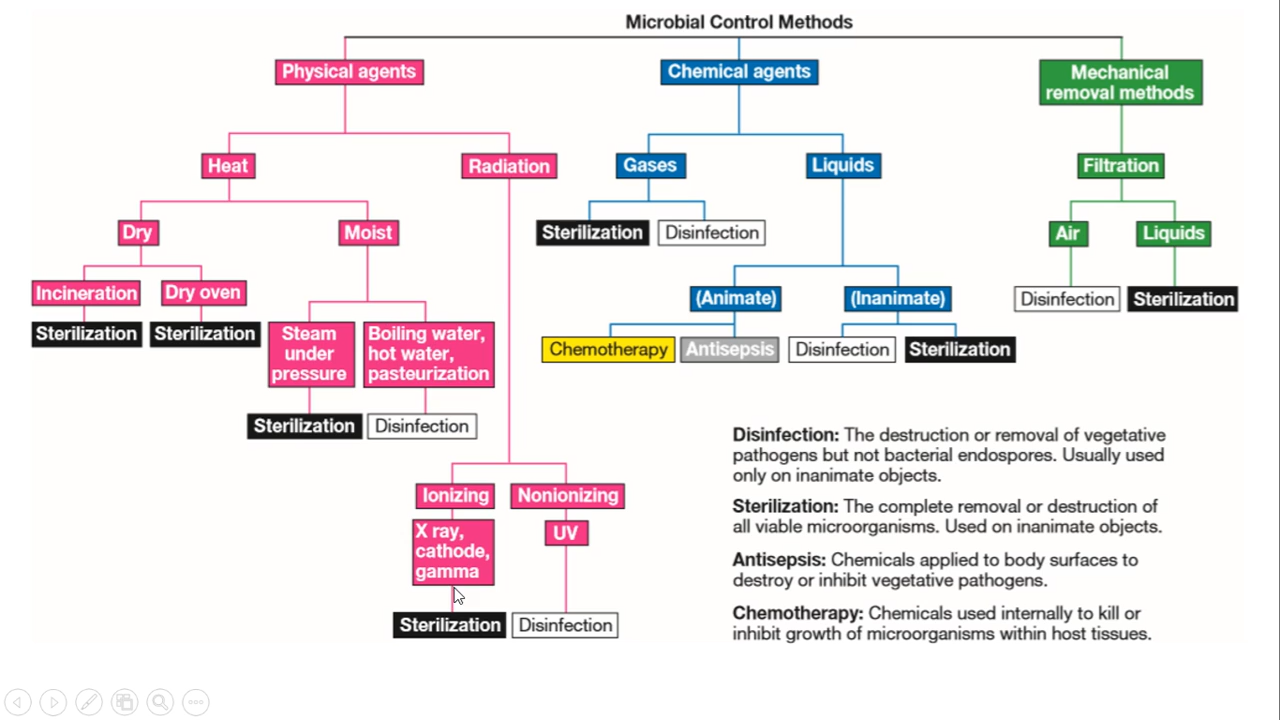 Microbial Control Methods
Physical agents
Chemical agents
Mechanical
removal methods
Heat
Radiation
Gases
Liquids
Filtration
Dry
Moist
Sterilization
Disinfection
Air
Liquids
Incineration
Dry oven
(Animate)
(Inanimate)
Disinfection
Sterilization
Sterilization
Sterilization
Steam
under
pressure
Boiling water,
hot water,
pasteurization
Chemotherapy
Antisepsis
Disinfection
Sterilization
Sterilization
Disinfection
Ionizing
Nonionizing
X ray,
cathode,
gamma
UV
Sterilization
Disinfection
Disinfection: The destruction or removal of vegetative
pathogens but not bacterial endospores. Usually used
only on inanimate objects.
Sterilization: The complete removal or destruction of
all viable microorganisms. Used on inanimate objects.
Antisepsis: Chemicals applied to body surfaces to
destroy or inhibit vegetative pathogens.
Chemotherapy: Chemicals used internally to kill or
inhibit growth of microorganisms within host tissues.